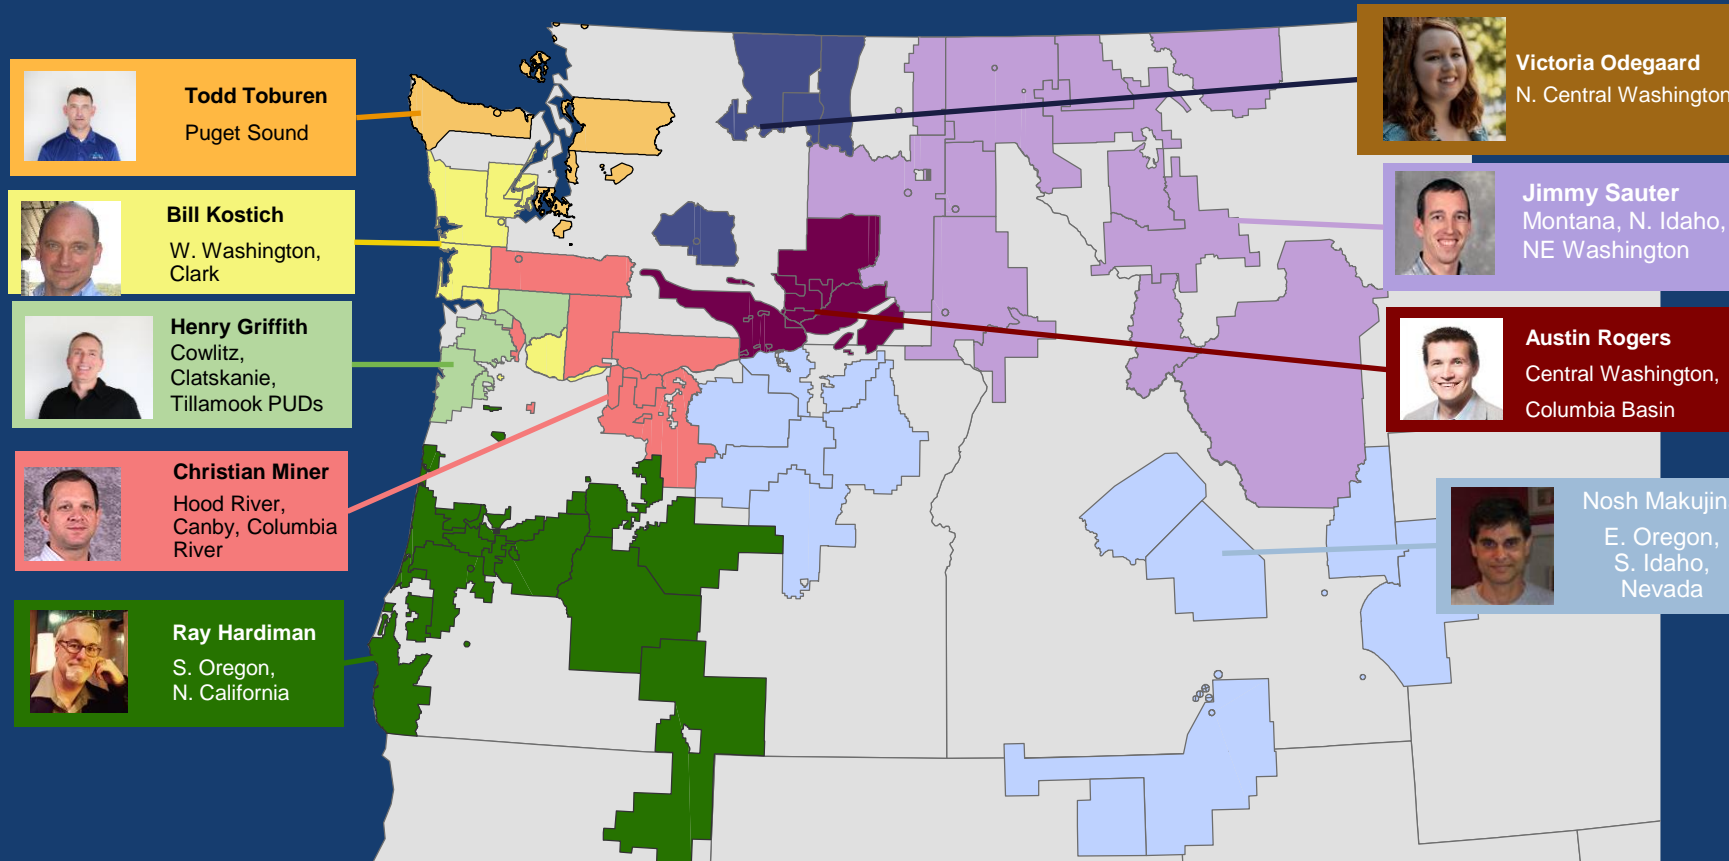 Todd Toburen
Puget Sound
Bill Kostich
W. Washington,
Clark
Henry Griffith
Cowlitz,
Clatskanie,
Tillamook PUDs
Christian Miner
Hood River,
Canby, Columbia
River
Ray Hardiman
S. Oregon,
N. California
Victoria Odegaard
N. Central Washington
Jimmy Sauter
Montana, N. Idaho,
NE Washington
Austin Rogers
Central Washington,
Columbia Basin
Nosh Makujin
E. Oregon,
S. Idaho,
Nevada